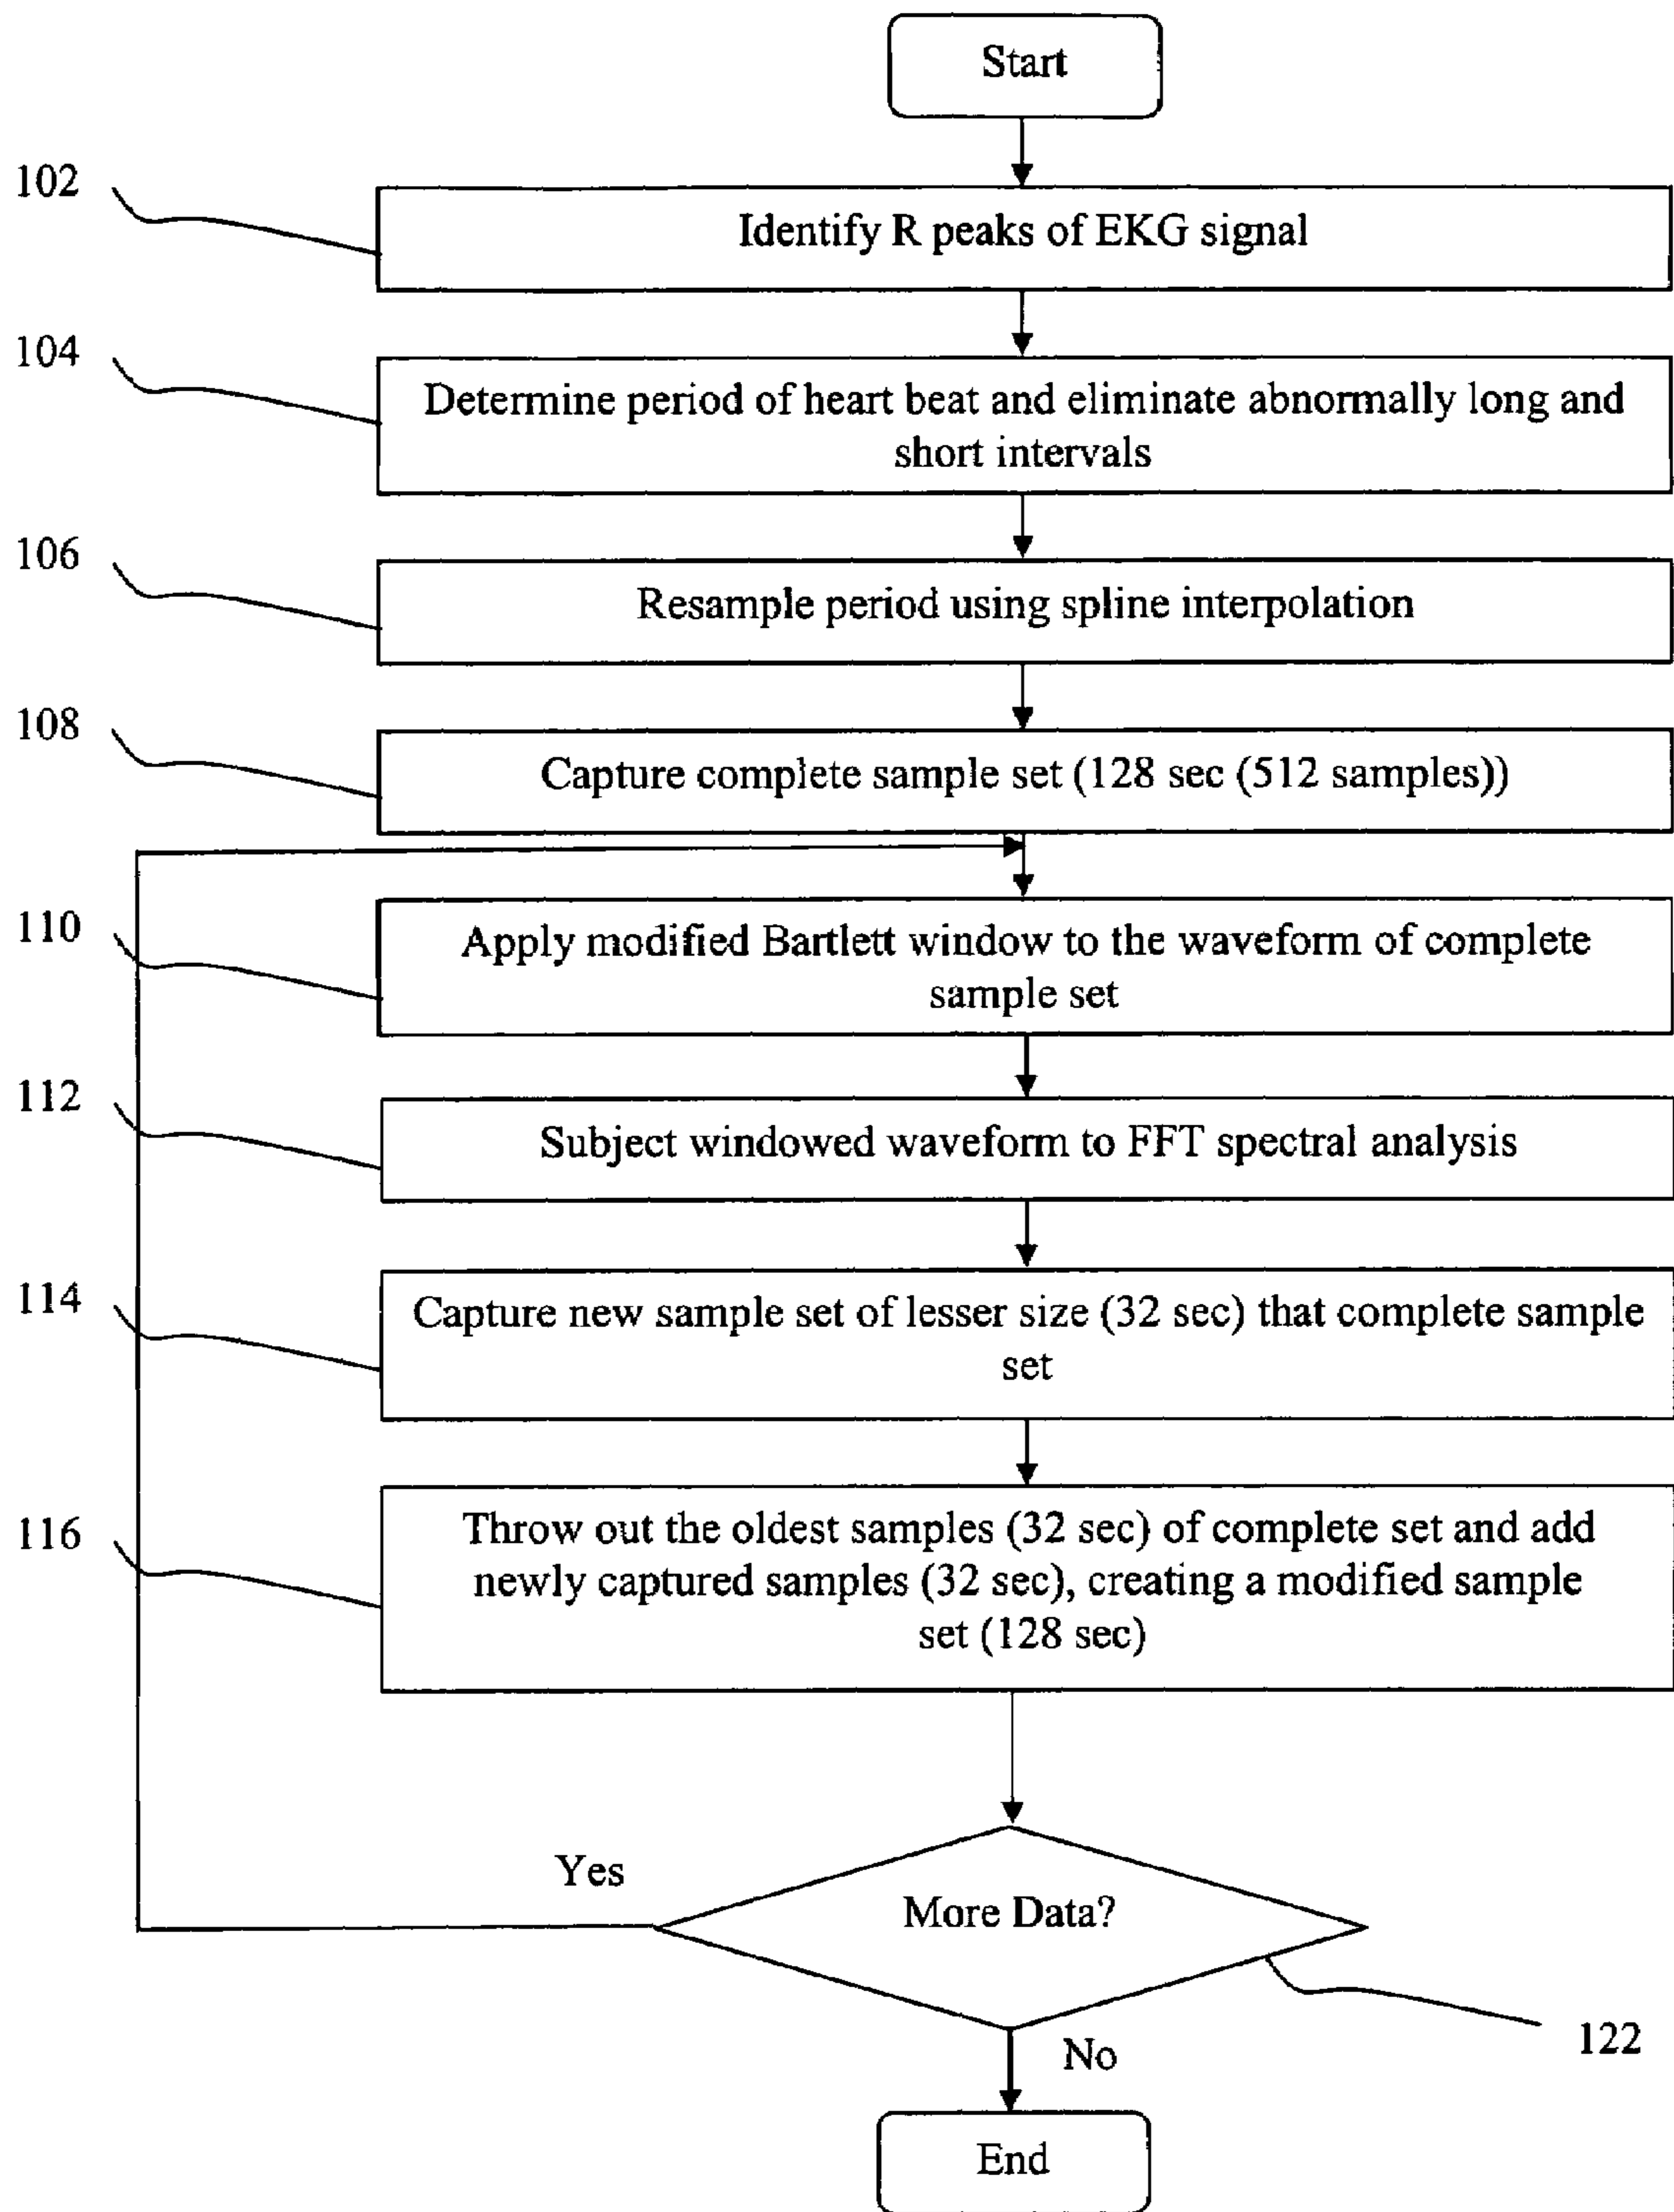 Start
102
Identify R peaks of EKG signal
104
Determine period of heart beat and eliminate abnormally long and
short intervals
106
Resample period using spline interpolation
108
Capture complete sample set (128 sec (512 samples))
110
Apply modified Bartlett window to the waveform of complete
sample set
112
Subject windowed waveform to FFT spectral analysis
114
Capture new sample set of lesser size (32 sec) that complete sample
set
116
Throw out the oldest samples (32 sec) of complete set and add
newly captured samples (32 sec), creating a modified sample
set (128 sec)
Yes
More Data?
122
No
End